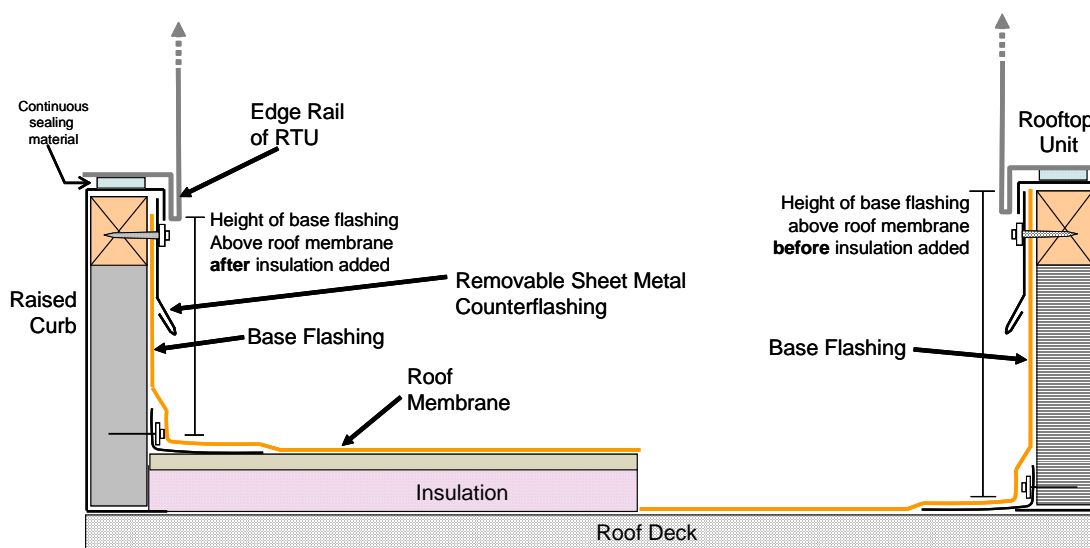 Continuous
sealing
material
Edge Rail
of RTU
Rooftop
Unit
Height of base flashing
Above roof membrane
after insulation added
Height of base flashing
above roof membrane
before insulation added
Raised
Curb
Removable Sheet Metal
Counterflashing
Base Flashing
Base Flashing
Roof
Membrane
Insulation
Roof Deck